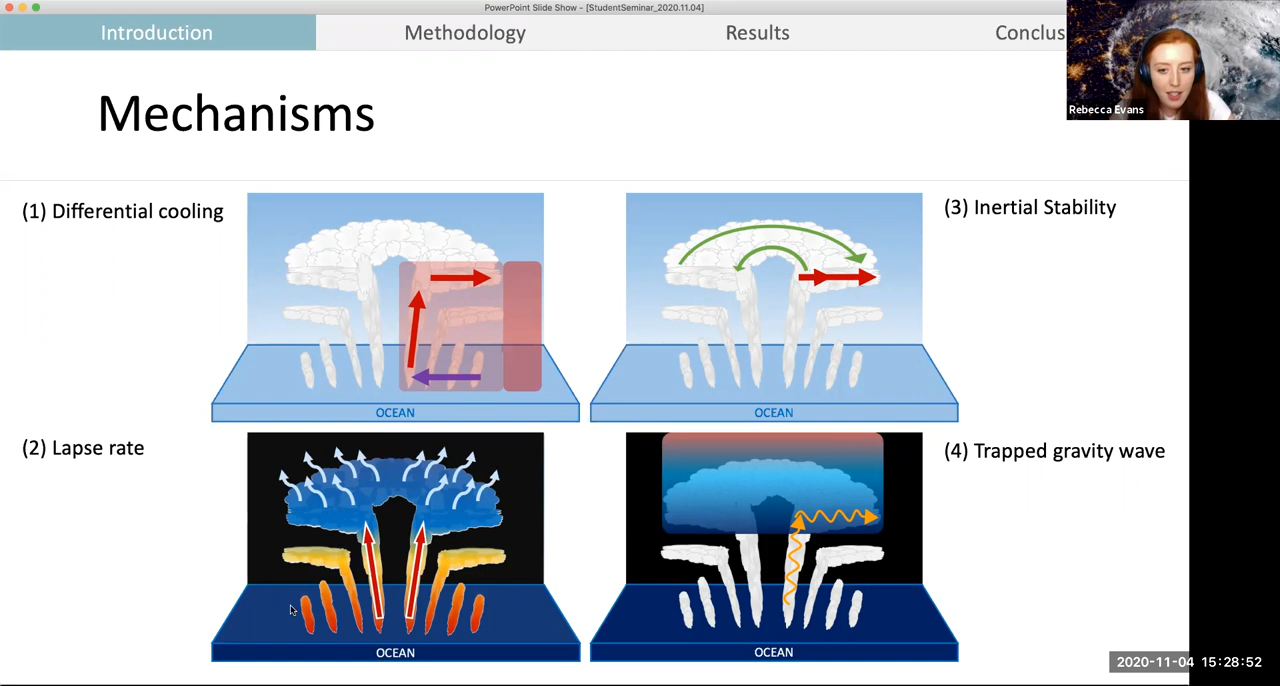 PowerPoint Slide Show - [StudentSeminar_2020.11.04]
Introduction
Methodology
Results
Conclus
Rebecca Evans
Mechanisms
(1) Differential cooling
OCEAN
(3) Inertial Stability
OCEAN
(2) Lapse rate
OCEAN
(4) Trapped gravity wave
OCEAN
2020-11-04 15:28:52